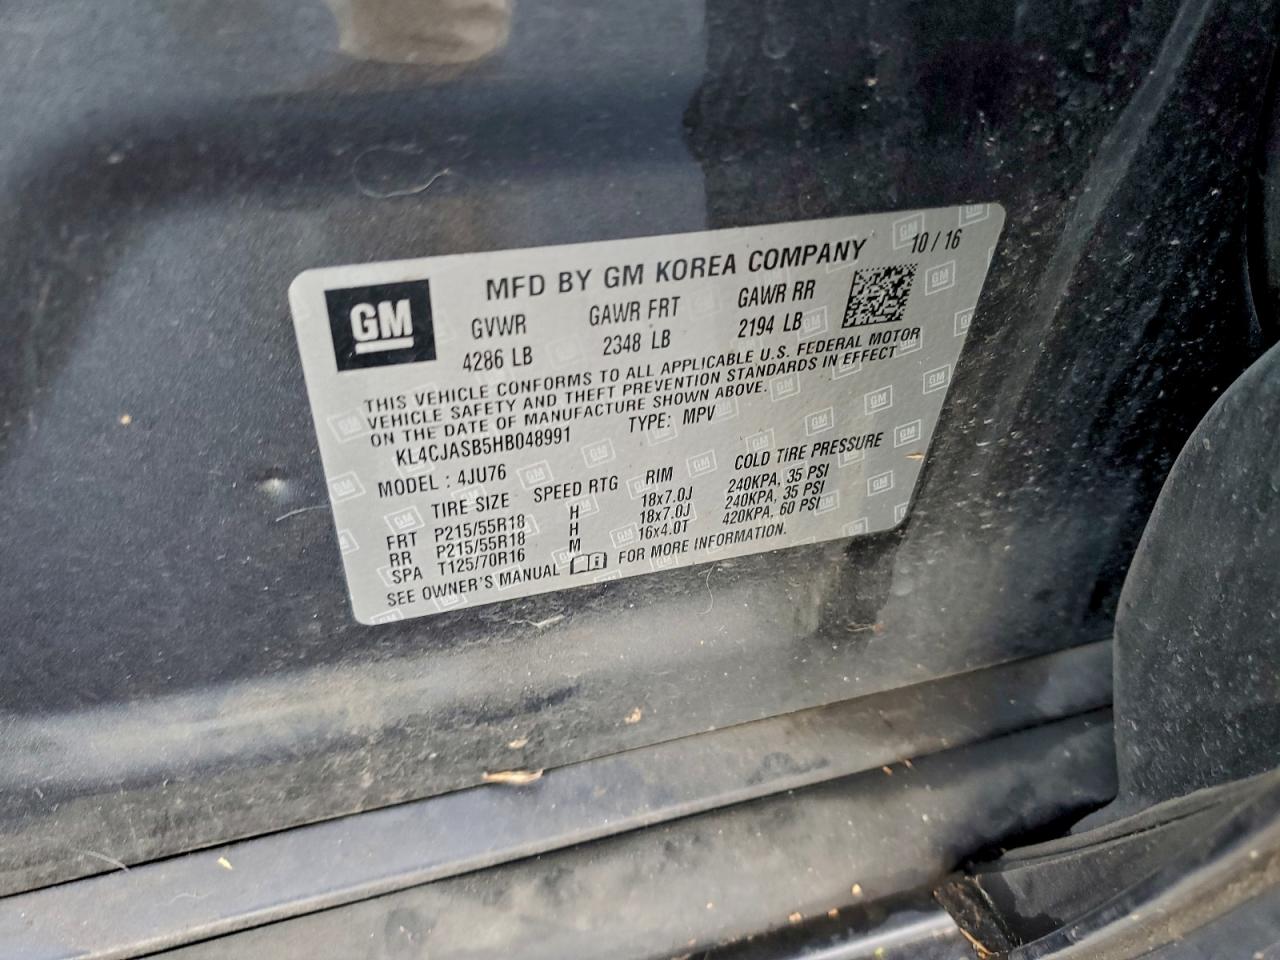 GM
MFD BY GM KOREA COMPANY 10 / 16
GVWR GAWR FRT GAWR RR
4286 LB 2348 LB 2194 LB
THIS VEHICLE CONFORMS TO ALL APPLICABLE U.S. FEDERAL MOTOR
VEHICLE SAFETY AND THEFT PREVENTION STANDARDS IN EFFECT
ON THE DATE OF MANUFACTURE SHOWN ABOVE.
KL4CJASB5HB048991 TYPE: MPV
MODEL : 4JU76
TIRE SIZE SPEED RTG RIM COLD TIRE PRESSURE
FRT P215/55R18 H 18x7.0J 240KPA, 35 PSI
RR P215/55R18 H 18x7.0J 240KPA, 35 PSI
SPA T125/70R16 M 16x4.0T 420KPA, 60 PSI
SEE OWNER'S MANUAL FOR MORE INFORMATION.